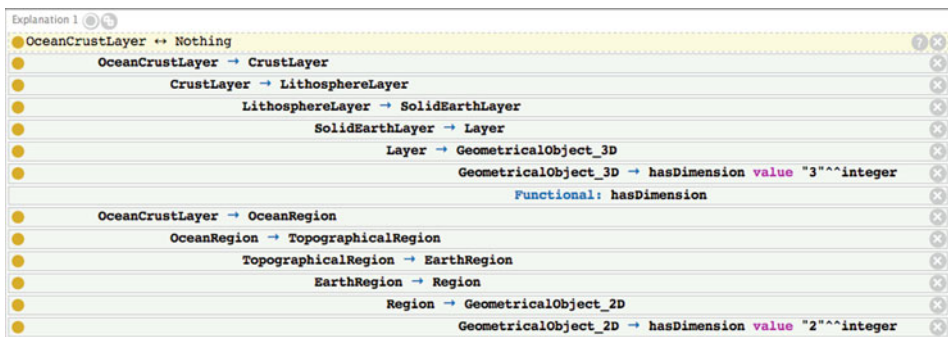 Explanation 1
OceanCrustLayer ↔ Nothing
OceanCrustLayer → CrustLayer
CrustLayer → LithosphereLayer
LithosphereLayer → SolidEarthLayer
SolidEarthLayer → Layer
Layer → GeometricalObject_3D
GeometricalObject_3D → hasDimension value "3"^^integer
Functional: hasDimension
OceanCrustLayer → OceanRegion
OceanRegion → TopographicalRegion
TopographicalRegion → EarthRegion
EarthRegion → Region
Region → GeometricalObject_2D
GeometricalObject_2D → hasDimension value "2"^^integer